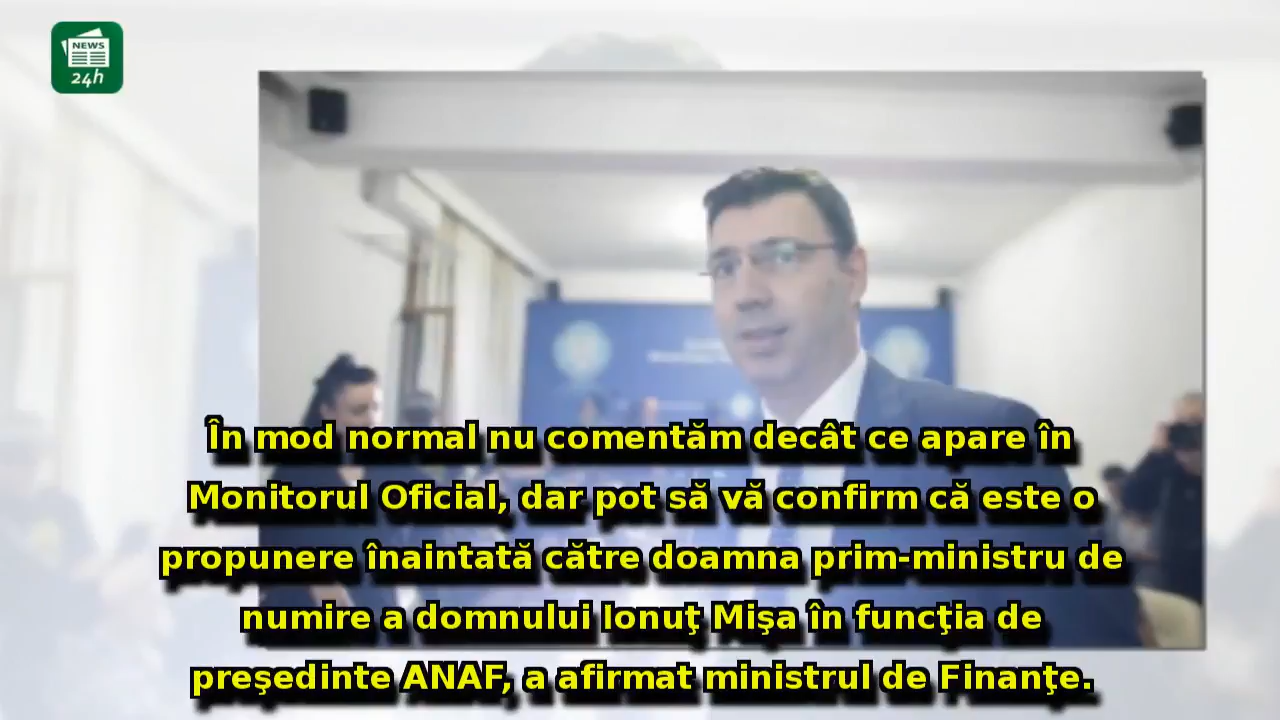 NEWS
24h
În mod normal nu comentăm decât ce apare în
Monitorul Oficial, dar pot să vă confirm că este o
propunere înaintată către doamna prim-ministru de
numire a domnului Ionuţ Mişa în funcţia de
preşedinte ANAF, a afirmat ministrul de Finanţe.